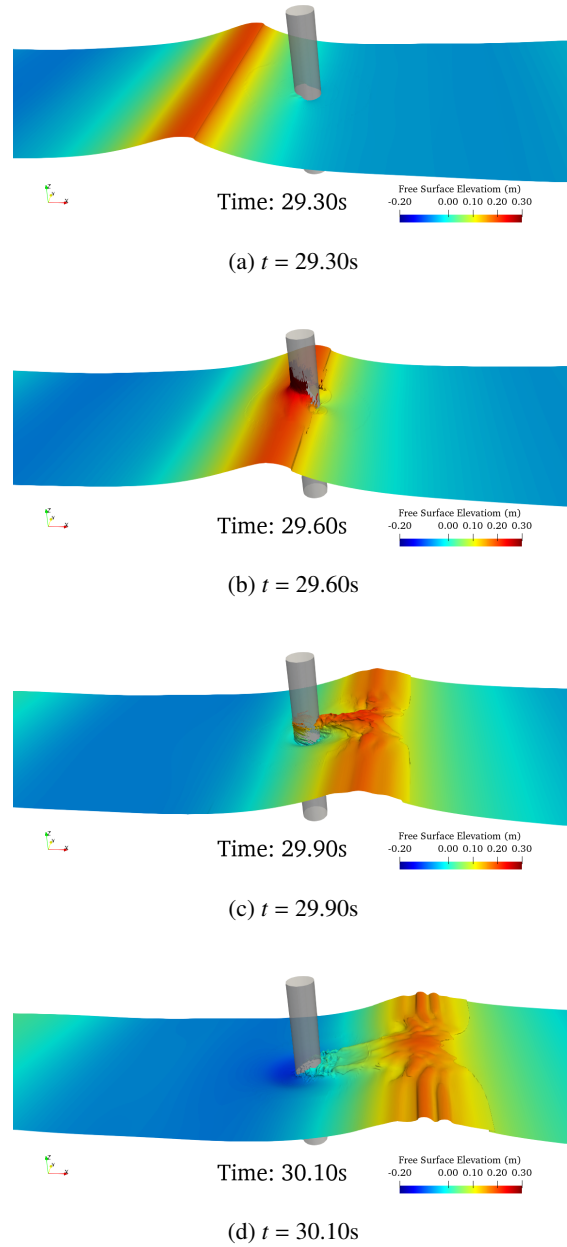 Time: 29.30s
Free Surface Elevatiom (m)
-0.20 0.00 0.10 0.20 0.30
Z Y X
(a) t = 29.30s
Time: 29.60s
Free Surface Elevatiom (m)
-0.20 0.00 0.10 0.20 0.30
Z Y X
(b) t = 29.60s
Time: 29.90s
Free Surface Elevatiom (m)
-0.20 0.00 0.10 0.20 0.30
Z Y X
(c) t = 29.90s
Time: 30.10s
Free Surface Elevatiom (m)
-0.20 0.00 0.10 0.20 0.30
Z Y X
(d) t = 30.10s